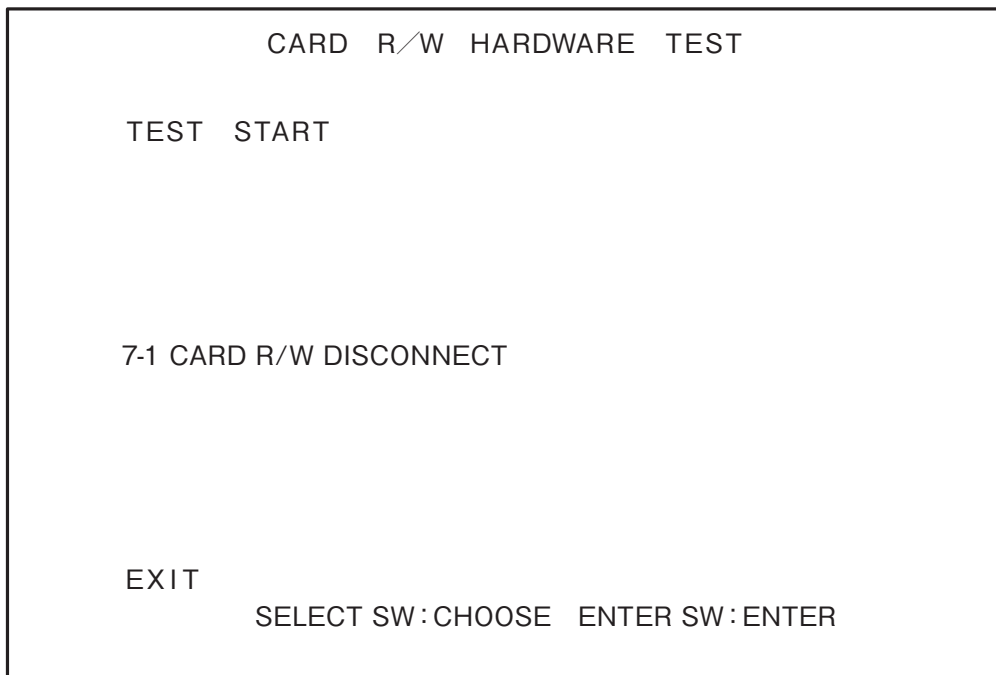 CARD R/W HARDWARE TEST
TEST START
7-1 CARD R/W DISCONNECT
EXIT
SELECT SW:CHOOSE ENTER SW:ENTER